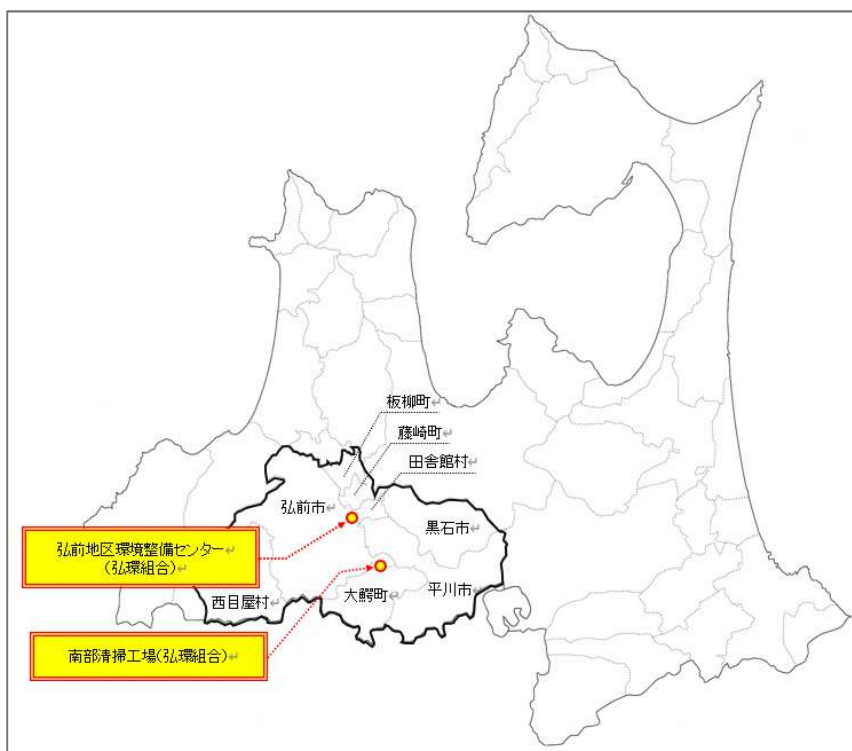 板柳町
藤崎町
田舎館村
弘前市
黒石市
弘前地区環境整備センター
(弘環組合)
西目屋村
大鰐町
平川市
南部清掃工場(弘環組合)